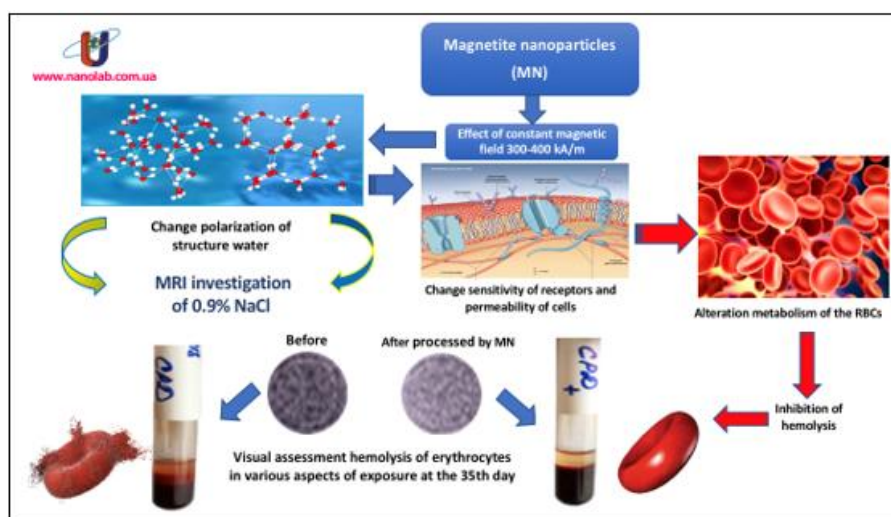 Magnetite nanoparticles
(MN)
www.nanolab.com.ua
Effect of constant magnetic
field 300-400 kA/m
Change polarization of
structure water
MRI investigation
of 0.9% NaCl
Change sensitivity of receptors and
permeability of cells
Alteration metabolism of the RBCs
Before
After processed by MN
Inhibition of
hemolysis
Visual assessment hemolysis of erythrocytes
in various aspects of exposure at the 35th day